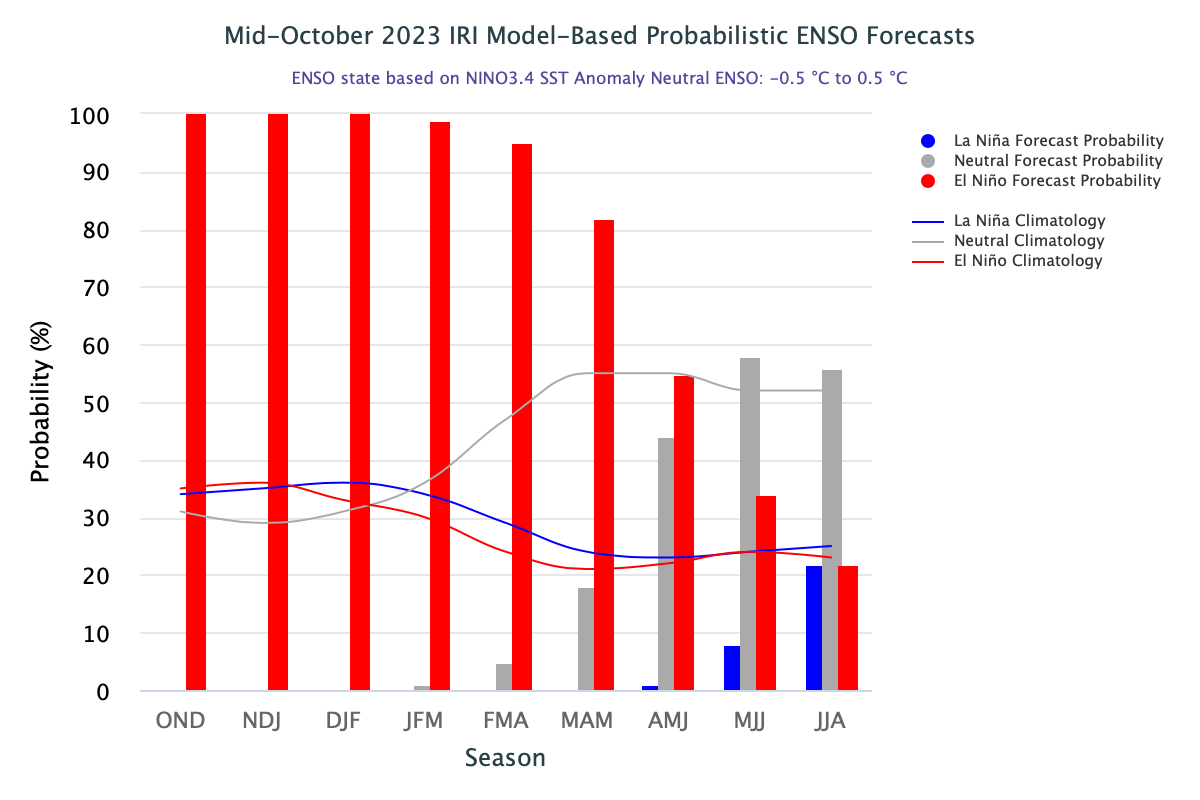 Mid-October 2023 IRI Model-Based Probabilistic ENSO Forecasts
ENSO state based on NINO3.4 SST Anomaly Neutral ENSO: -0.5 °C to 0.5 °C
La Niña Forecast Probability
Neutral Forecast Probability
El Niño Forecast Probability
La Niña Climatology
Neutral Climatology
El Niño Climatology
Probability (%)
100
90
80
70
60
50
40
30
20
10
0
OND NDJ DJF JFM FMA MAM AMJ MJJ JJA
Season